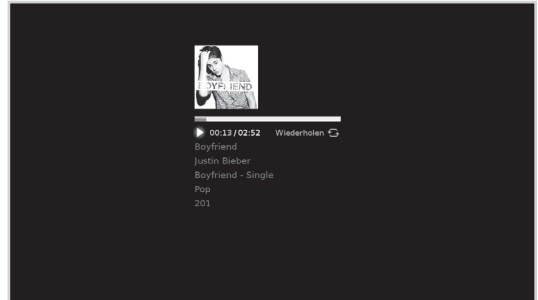 BOYFRIEND
00:13 / 02:52 Wiederholen
Boyfriend
Justin Bieber
Boyfriend - Single
Pop
201